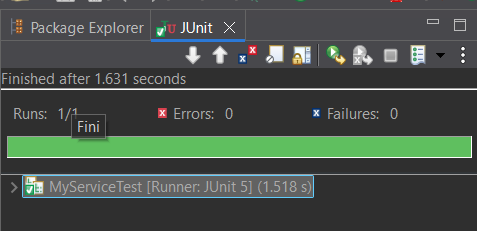 Package Explorer JUnit
Finished after 1.631 seconds
Runs: 1/1 Errors: 0 Failures: 0
Fini
MyServiceTest [Runner: JUnit 5] (1.518 s)